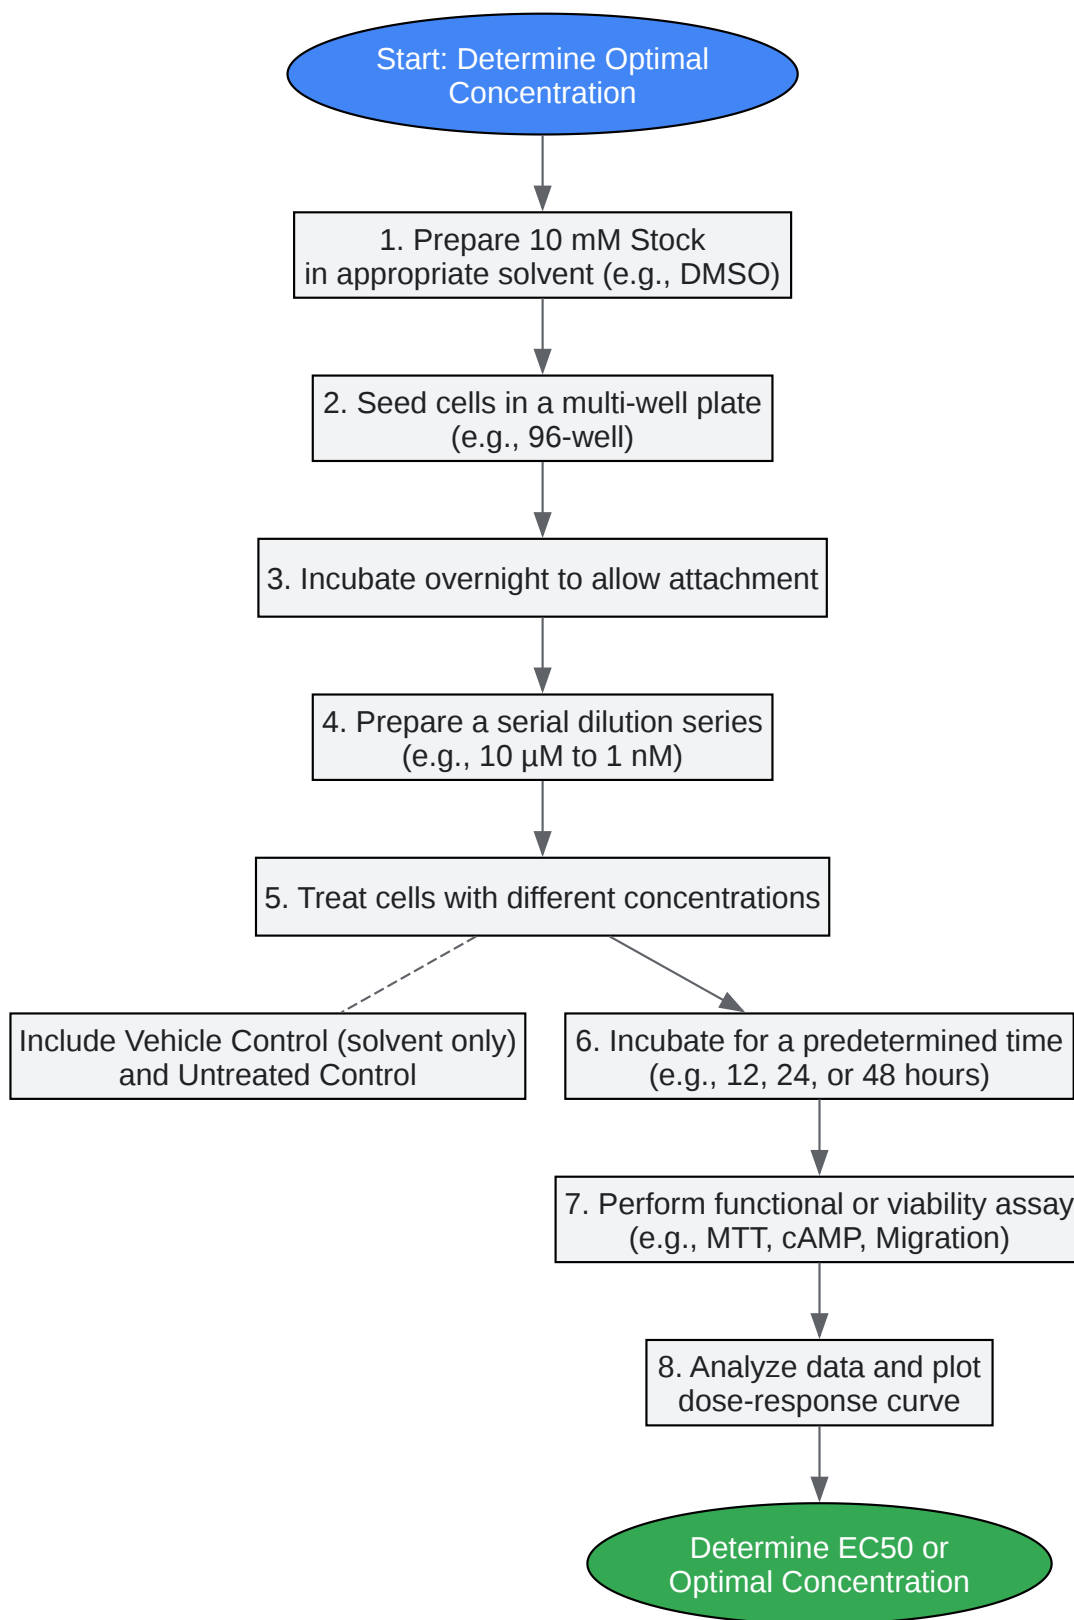 Start: Determine Optimal
Concentration
1. Prepare 10 mM Stock
in appropriate solvent (e.g., DMSO)
2. Seed cells in a multi-well plate
(e.g., 96-well)
3. Incubate overnight to allow attachment
4. Prepare a serial dilution series
(e.g., 10 µM to 1 nM)
5. Treat cells with different concentrations
Include Vehicle Control (solvent only)
and Untreated Control
6. Incubate for a predetermined time
(e.g., 12, 24, or 48 hours)
7. Perform functional or viability assay
(e.g., MTT, cAMP, Migration)
8. Analyze data and plot
dose-response curve
Determine EC50 or
Optimal Concentration